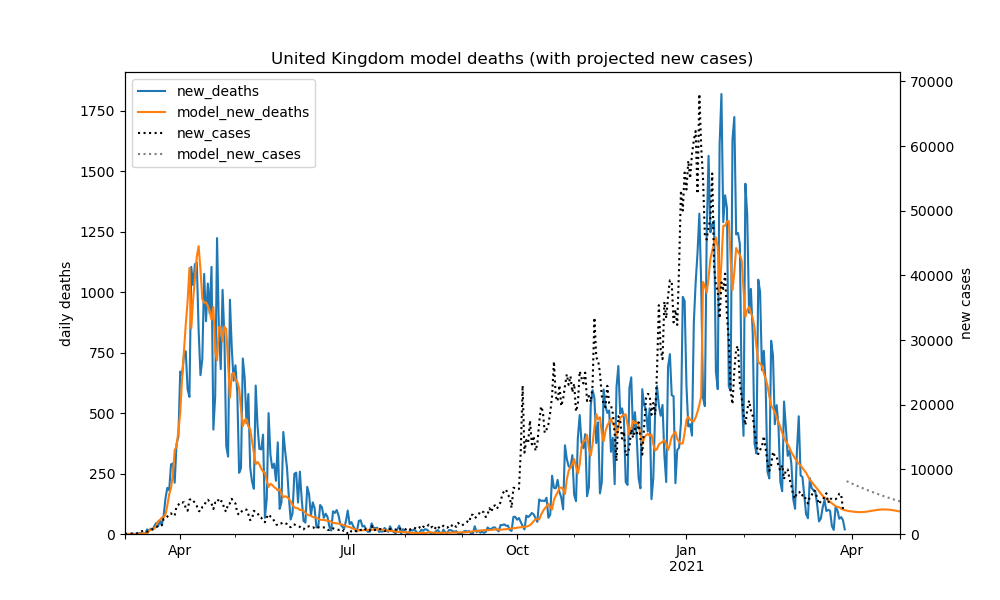 United Kingdom model deaths (with projected new cases)
new_deaths
model_new_deaths
new_cases
model_new_cases
daily deaths
1750
1500
1250
1000
750
500
250
0
70000
60000
50000
40000
30000
20000
10000
0
new cases
Apr
Jul
Oct
Jan
2021
Apr